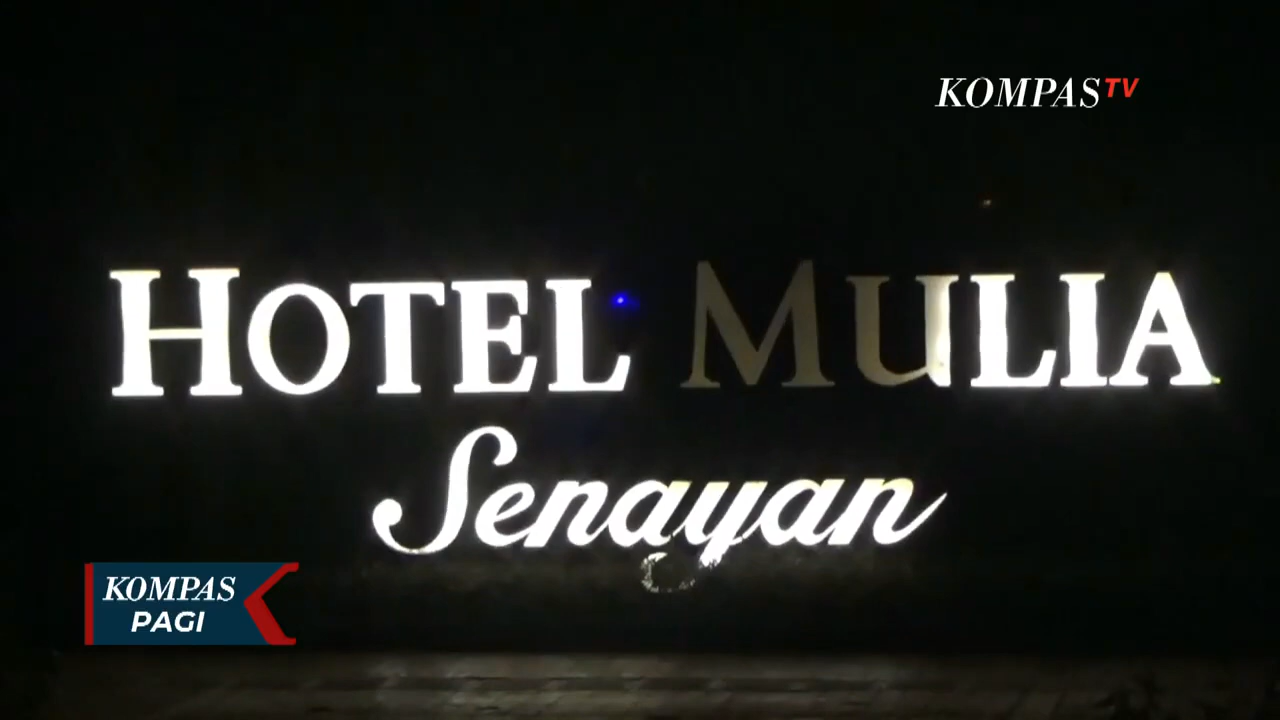 KOMPASTV
HOTEL MULIA
Senayan
KOMPAS
PAGI